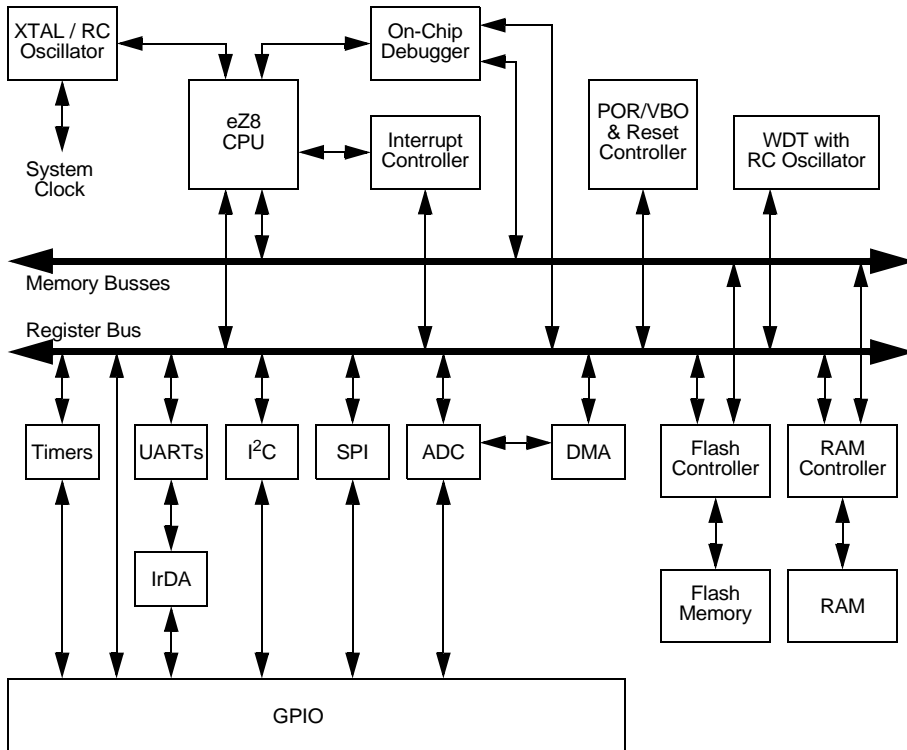 XTAL / RC
Oscillator
On-Chip
Debugger
eZ8
CPU
Interrupt
Controller
POR/VBO
& Reset
Controller
WDT with
RC Oscillator
System
Clock
Memory Busses
Register Bus
Timers
UARTs
I²C
SPI
ADC
DMA
Flash
Controller
RAM
Controller
IrDA
Flash
Memory
RAM
GPIO